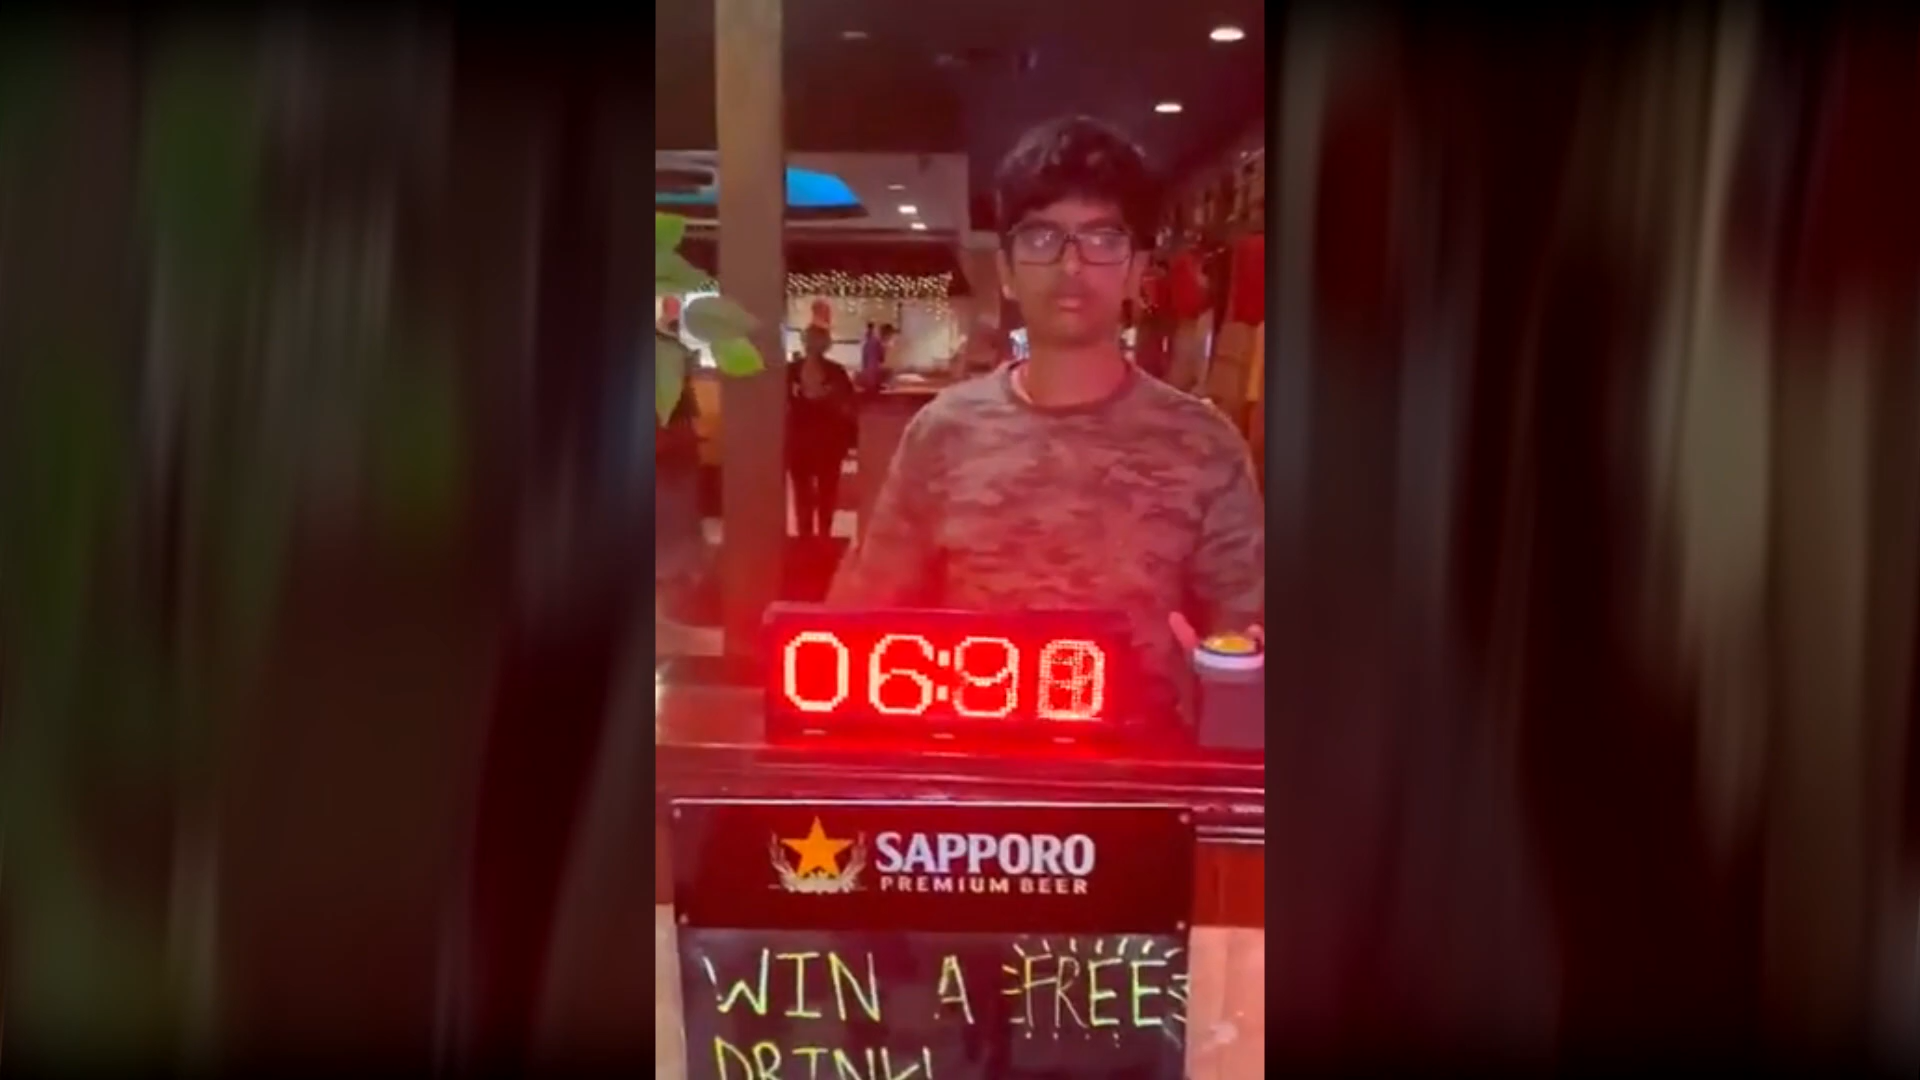 06:9
SAPPORO
PREMIUM BEER
WIN A FREE
DRINK!